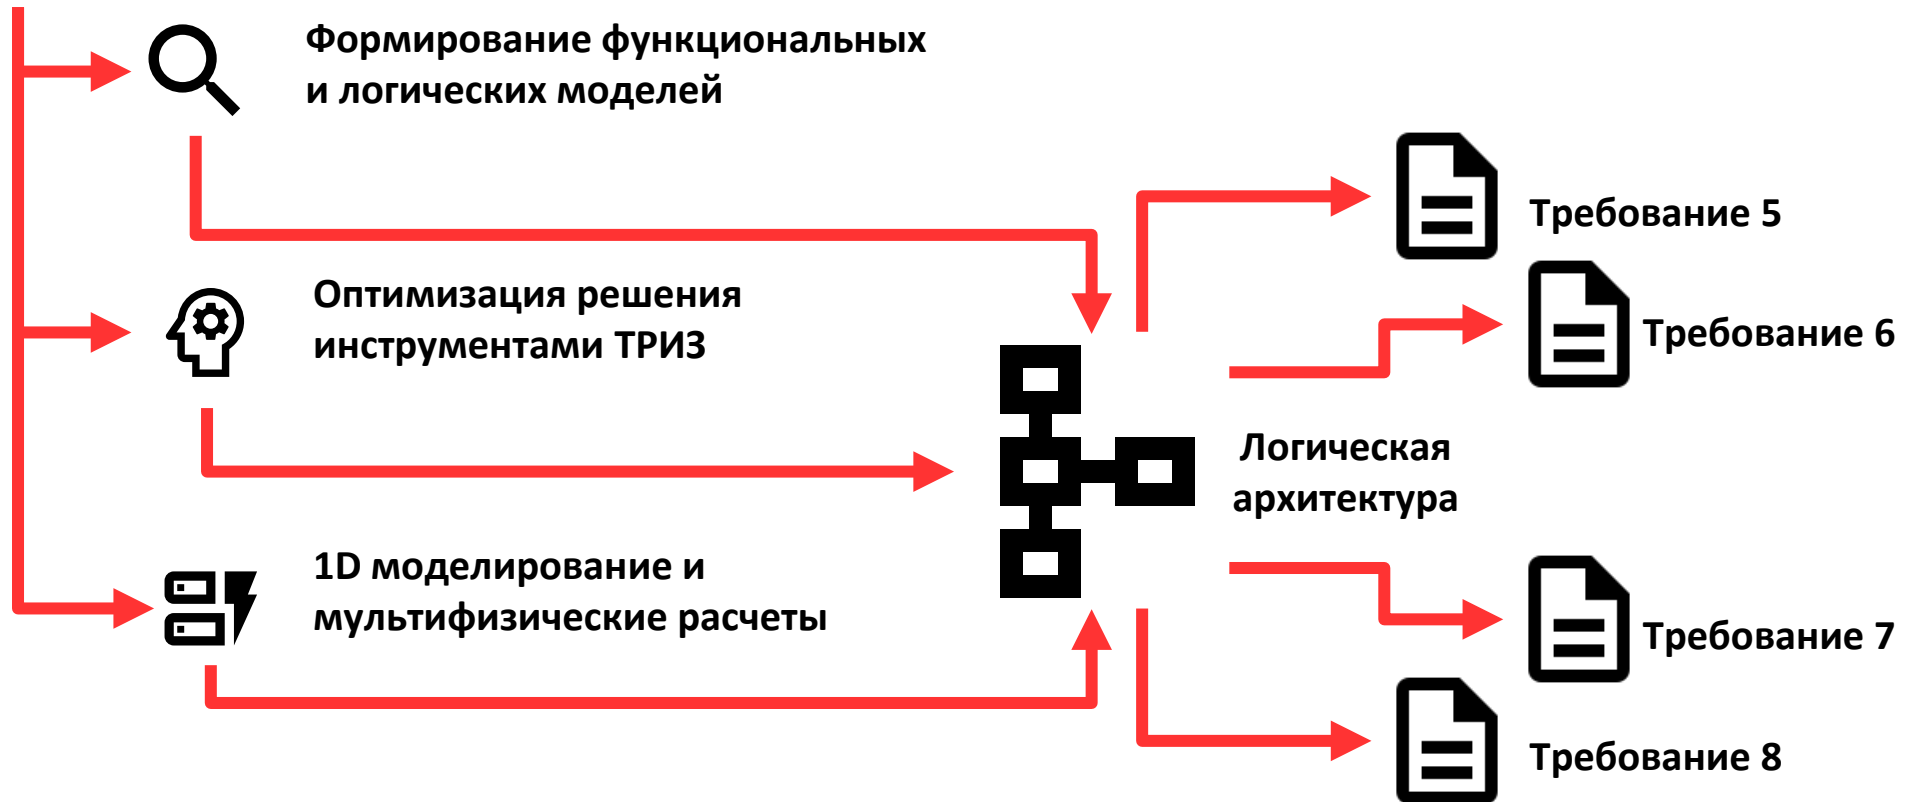 Формирование функциональных
и логических моделей
Требование 5
Оптимизация решения
инструментами ТРИЗ
Требование 6
Логическая
архитектура
1D моделирование и
мультифизические расчеты
Требование 7
Требование 8